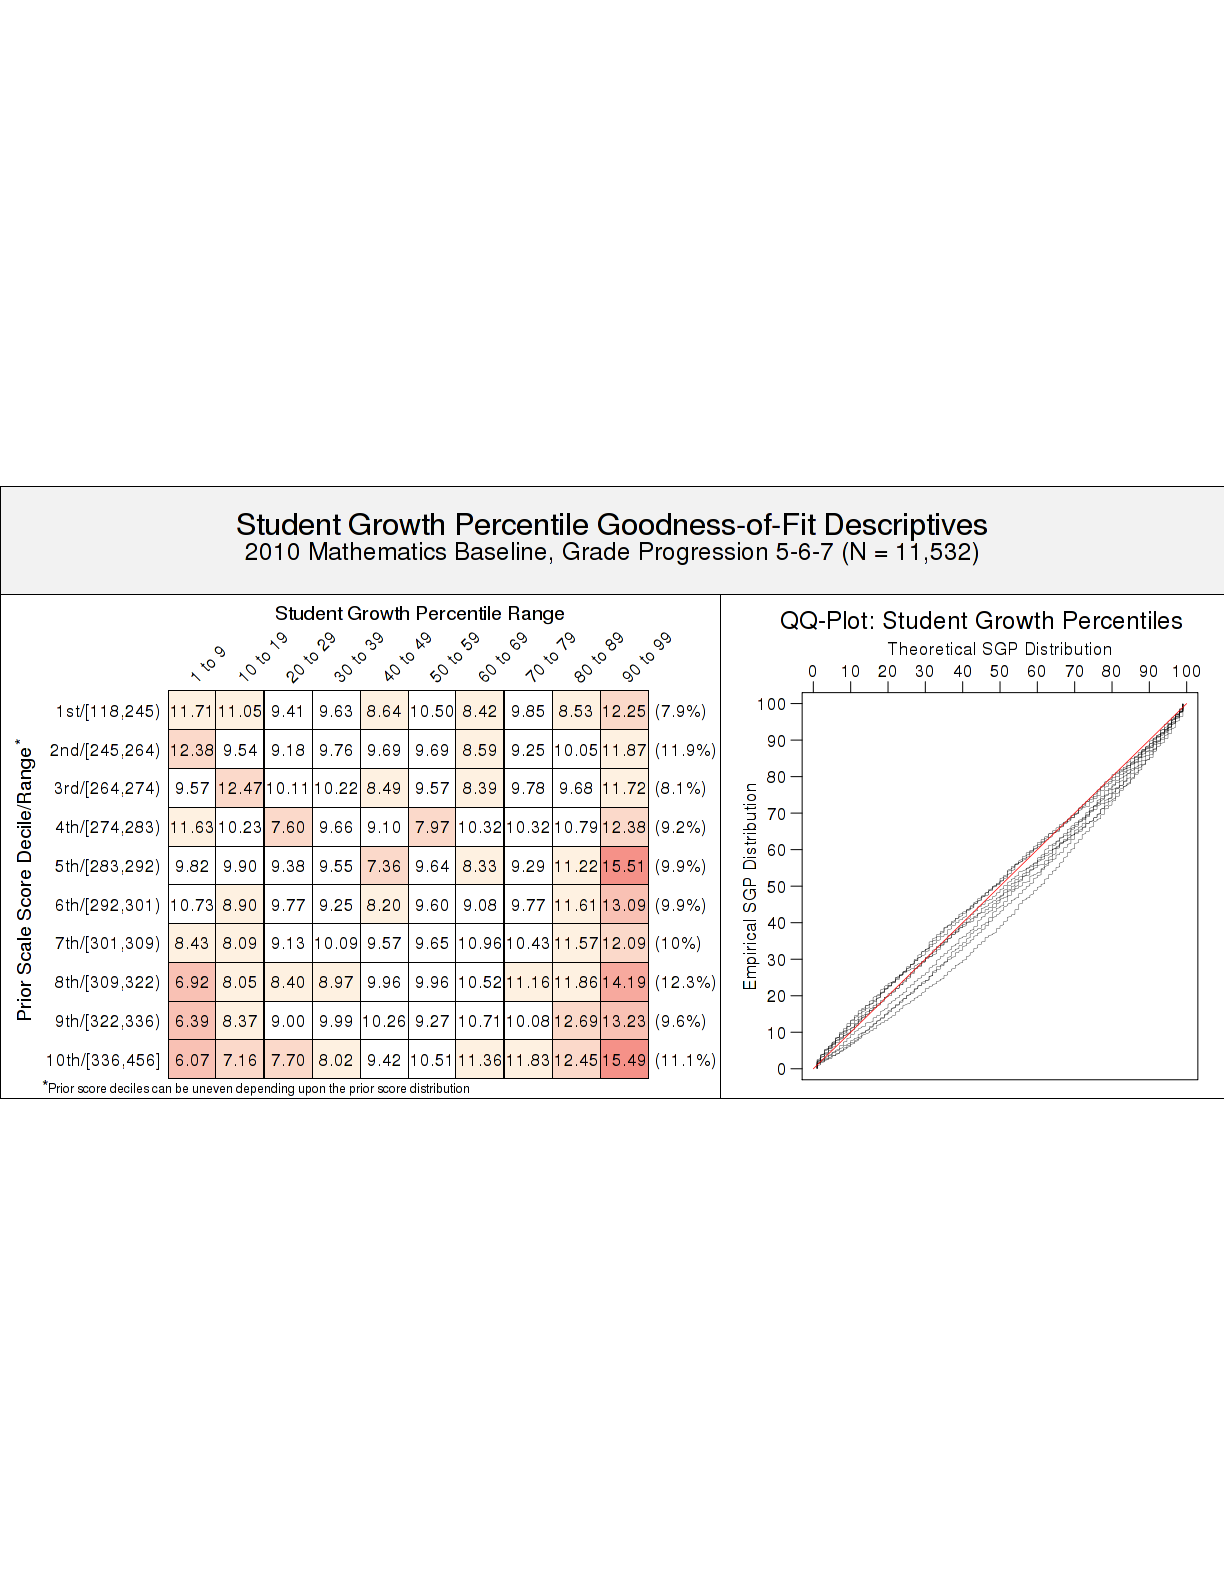 Student Growth Percentile Goodness-of-Fit Descriptives
2010 Mathematics Baseline, Grade Progression 5-6-7 (N = 11,532)
Student Growth Percentile Range
1 to 9 10 to 19 20 to 29 30 to 39 40 to 49 50 to 59 60 to 69 70 to 79 80 to 89 90 to 99
Prior Scale Score Decile/Range*
1st/[118,245) 11.71 11.05 9.41 9.63 8.64 10.50 8.42 9.85 8.53 12.25 (7.9%)
2nd/[245,264) 12.38 9.54 9.18 9.76 9.69 9.69 8.59 9.25 10.05 11.87 (11.9%)
3rd/[264,274) 9.57 12.47 10.11 10.22 8.49 9.57 8.39 9.78 9.68 11.72 (8.1%)
4th/[274,283) 11.63 10.23 7.60 9.66 9.10 7.97 10.32 10.32 10.79 12.38 (9.2%)
5th/[283,292) 9.82 9.90 9.38 9.55 7.36 9.64 8.33 9.29 11.22 15.51 (9.9%)
6th/[292,301) 10.73 8.90 9.77 9.25 8.20 9.60 9.08 9.77 11.61 13.09 (9.9%)
7th/[301,309) 8.43 8.09 9.13 10.09 9.57 9.65 10.96 10.43 11.57 12.09 (10%)
8th/[309,322) 6.92 8.05 8.40 8.97 9.96 9.96 10.52 11.16 11.86 14.19 (12.3%)
9th/[322,336) 6.39 8.37 9.00 9.99 10.26 9.27 10.71 10.08 12.69 13.23 (9.6%)
10th/[336,456] 6.07 7.16 7.70 8.02 9.42 10.51 11.36 11.83 12.45 15.49 (11.1%)
*Prior score deciles can be uneven depending upon the prior score distribution
QQ-Plot: Student Growth Percentiles
Theoretical SGP Distribution
0 10 20 30 40 50 60 70 80 90 100
Empirical SGP Distribution
100
90
80
70
60
50
40
30
20
10
0